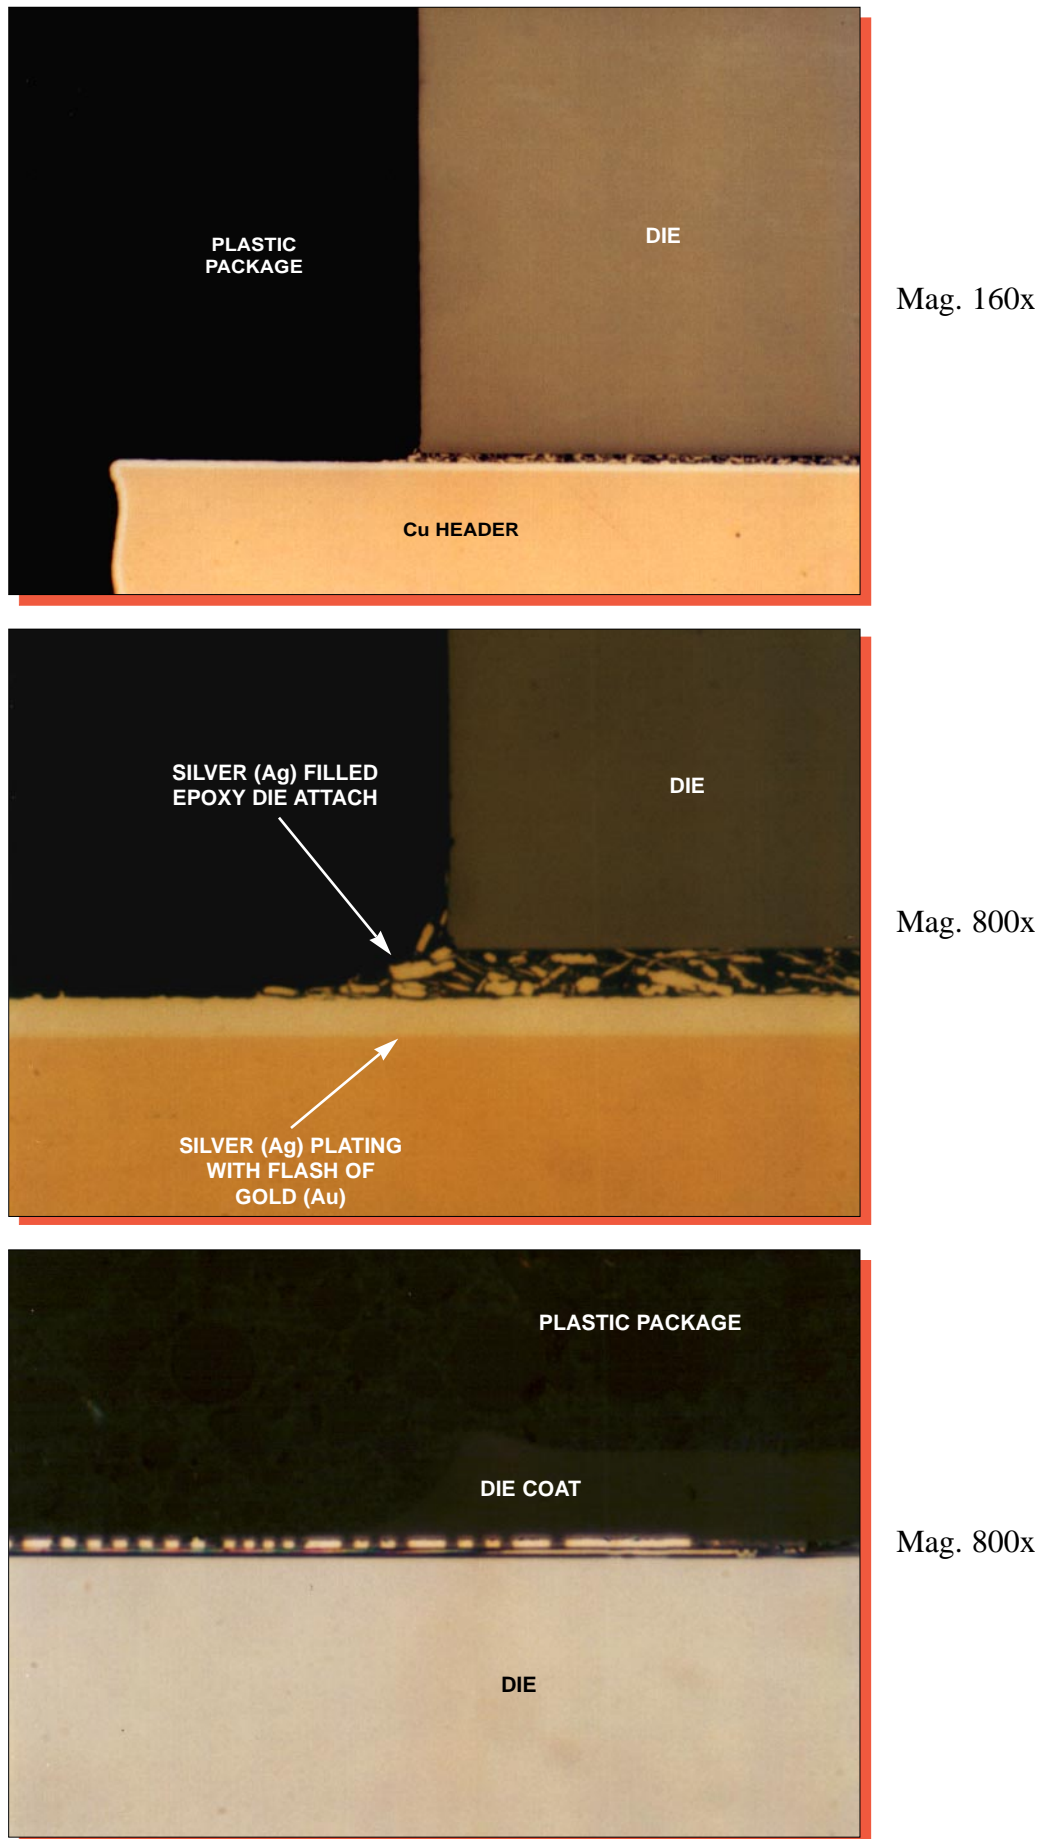 PLASTIC
PACKAGE
DIE
Mag. 160x
Cu HEADER
SILVER (Ag) FILLED
EPOXY DIE ATTACH
DIE
Mag. 800x
SILVER (Ag) PLATING
WITH FLASH OF
GOLD (Au)
PLASTIC PACKAGE
DIE COAT
Mag. 800x
DIE